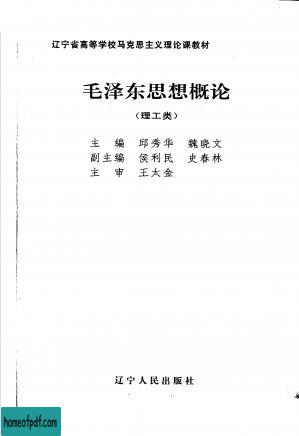 辽宁省高等学校马克思主义理论课教材
毛泽东思想概论
(理工类)
主 编 邱秀华 魏晓文
副主编 侯利民 史春林
主 审 王太金
辽宁人民出版社
homeofpdf.com